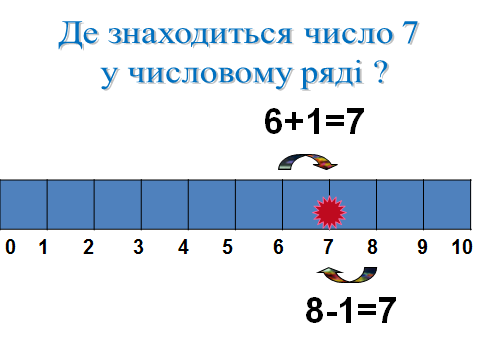 Де знаходиться число 7
у числовому ряді ?
6+1=7
0 1 2 3 4 5 6 7 8 9 10
8-1=7